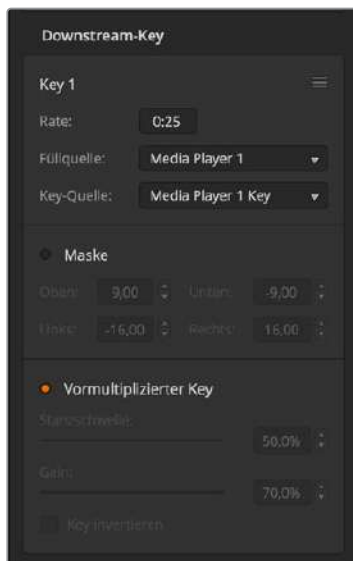 Downstream-Key
Key 1
Rate: 0:25
Füllquelle: Media Player 1
Key-Quelle: Media Player 1 Key
Maske
Oben: 9,00 Unten: -9,00
Links: -16,00 Rechts: 16,00
Vormultiplizierter Key
Stanzschwelle:
50,0%
Gain:
70,0%
Key invertieren